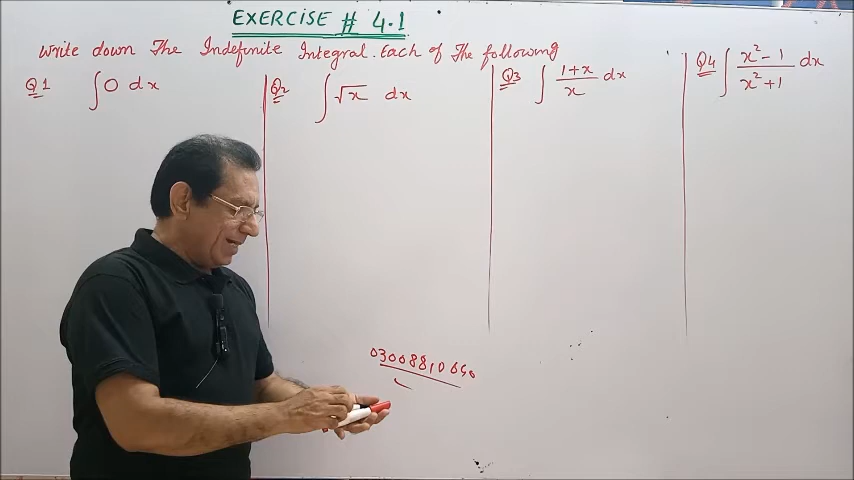 EXERCISE # 4.1
Write down The Indefinite Integral. Each of The following
Q1 ∫ 0 dx
Q2 ∫ √x dx
Q3 ∫ (1+x)/x dx
Q4 ∫ (x²-1)/(x²+1) dx
03008810650